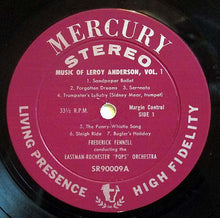 MERCURY
STEREO
MUSIC OF LEROY ANDERSON, VOL. 1
1. Sandpaper Ballet
2. Forgotten Dreams 3. Serenata
4. Trumpeter's Lullaby (Sidney Mear, trumpet)
33⅓ R.P.M.
Margin Control
SIDE 1
5. The Penny-Whistle Song
6. Sleigh Ride 7. Bugler's Holiday
FREDERICK FENNELL
conducting the
EASTMAN-ROCHESTER "POPS" ORCHESTRA
SR90009A
LIVING PRESENCE
HIGH FIDELITY